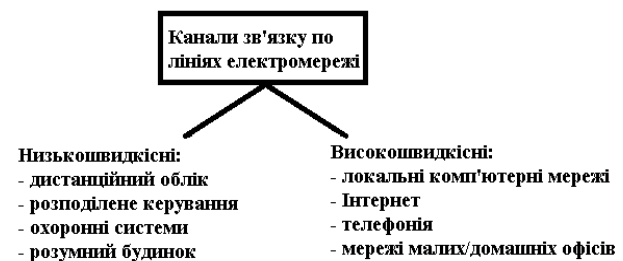 Канали зв'язку по
лініях електромережі
Низькошвидкісні:
- дистанційний облік
- розподілене керування
- охоронні системи
- розумний будинок
Високошвидкісні:
- локальні комп'ютерні мережі
- Інтернет
- телефонія
- мережі малих/домашніх офісів